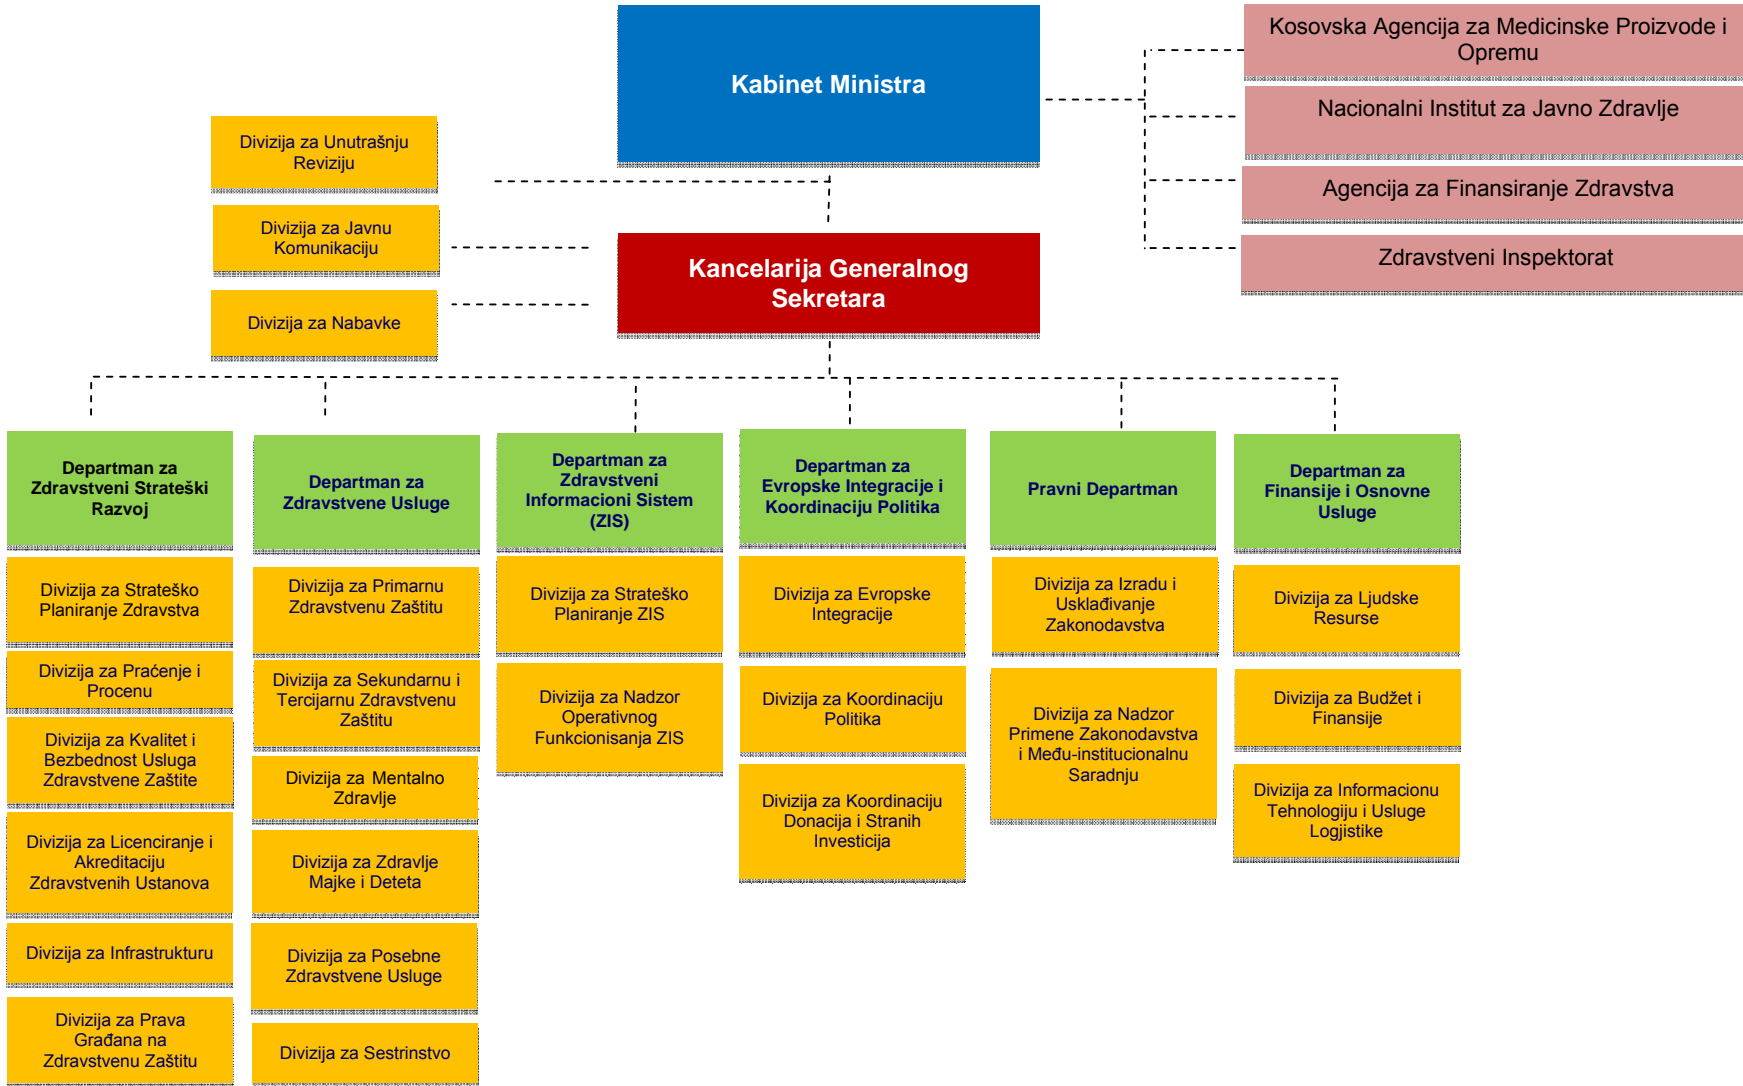 Kabinet Ministra
Kosovska Agencija za Medicinske Proizvode i
Opremu
Nacionalni Institut za Javno Zdravlje
Agencija za Finansiranje Zdravstva
Zdravstveni Inspektorat
Divizija za Unutrašnju
Reviziju
Divizija za Javnu
Komunikaciju
Divizija za Nabavke
Kancelarija Generalnog
Sekretara
Departman za
Zdravstveni Strateški
Razvoj
Divizija za Strateško
Planiranje Zdravstva
Divizija za Praćenje i
Procenu
Divizija za Kvalitet i
Bezbednost Usluga
Zdravstvene Zaštite
Divizija za Licenciranje i
Akreditaciju
Zdravstvenih Ustanova
Divizija za Infrastrukturu
Divizija za Prava
Građana na
Zdravstvenu Zaštitu
Departman za
Zdravstvene Usluge
Divizija za Primarnu
Zdravstvenu Zaštitu
Divizija za Sekundarnu i
Tercijarnu Zdravstvenu
Zaštitu
Divizija za Mentalno
Zdravlje
Divizija za Zdravlje
Majke i Deteta
Divizija za Posebne
Zdravstvene Usluge
Divizija za Sestrinstvo
Departman za
Zdravstveni
Informacioni Sistem
(ZIS)
Divizija za Strateško
Planiranje ZIS
Divizija za Nadzor
Operativnog
Funkcionisanja ZIS
Departman za
Evropske Integracije i
Koordinaciju Politika
Divizija za Evropske
Integracije
Divizija za Koordinaciju
Politika
Divizija za Koordinaciju
Donacija i Stranih
Investicija
Pravni Departman
Divizija za Izradu i
Usklađivanje
Zakonodavstva
Divizija za Nadzor
Primene Zakonodavstva
i Među-institucionalnu
Saradnju
Departman za
Finansije i Osnovne
Usluge
Divizija za Ljudske
Resurse
Divizija za Budžet i
Finansije
Divizija za Informacionu
Tehnologiju i Usluge
Logjistike